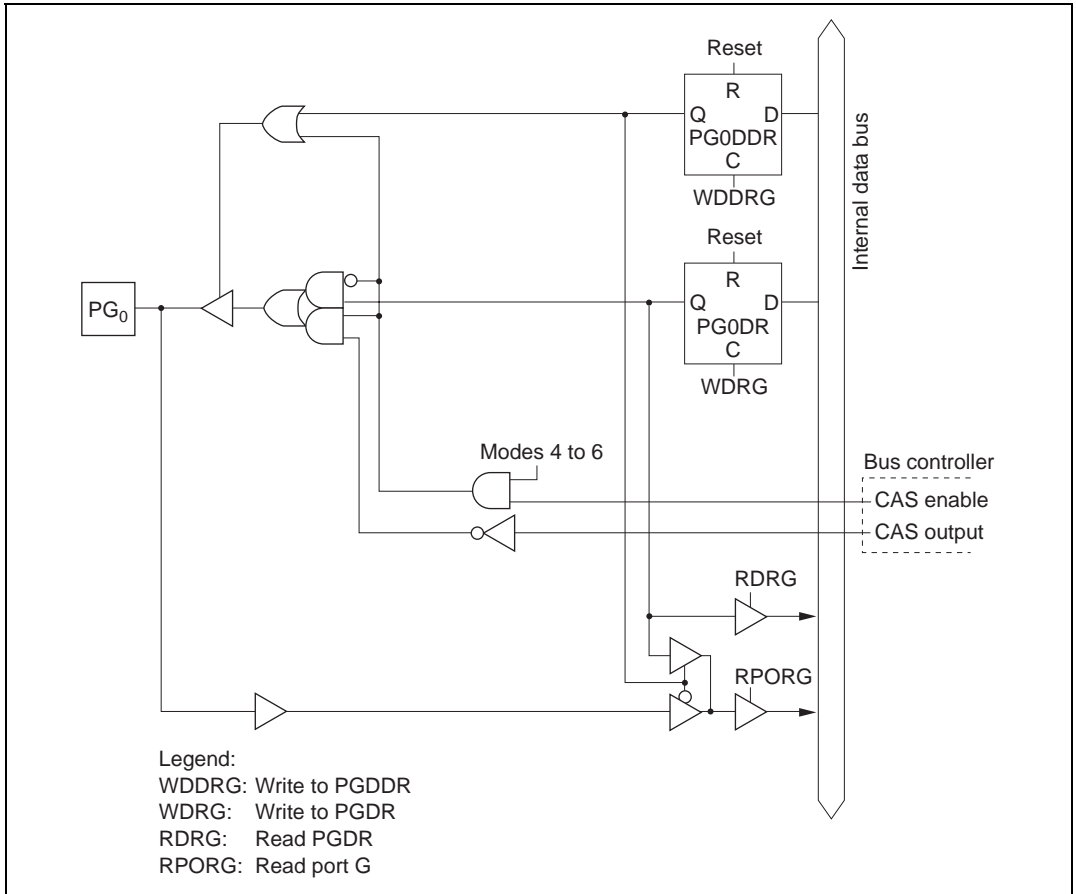 Reset
R
Q D
PG0DDR
C
WDDRG
Reset
R
Q D
PG0DR
C
WDRG
Internal data bus
PG0
Modes 4 to 6
Bus controller
CAS enable
CAS output
RDRG
RPORG
Legend:
WDDRG: Write to PGDDR
WDRG: Write to PGDR
RDRG: Read PGDR
RPORG: Read port G